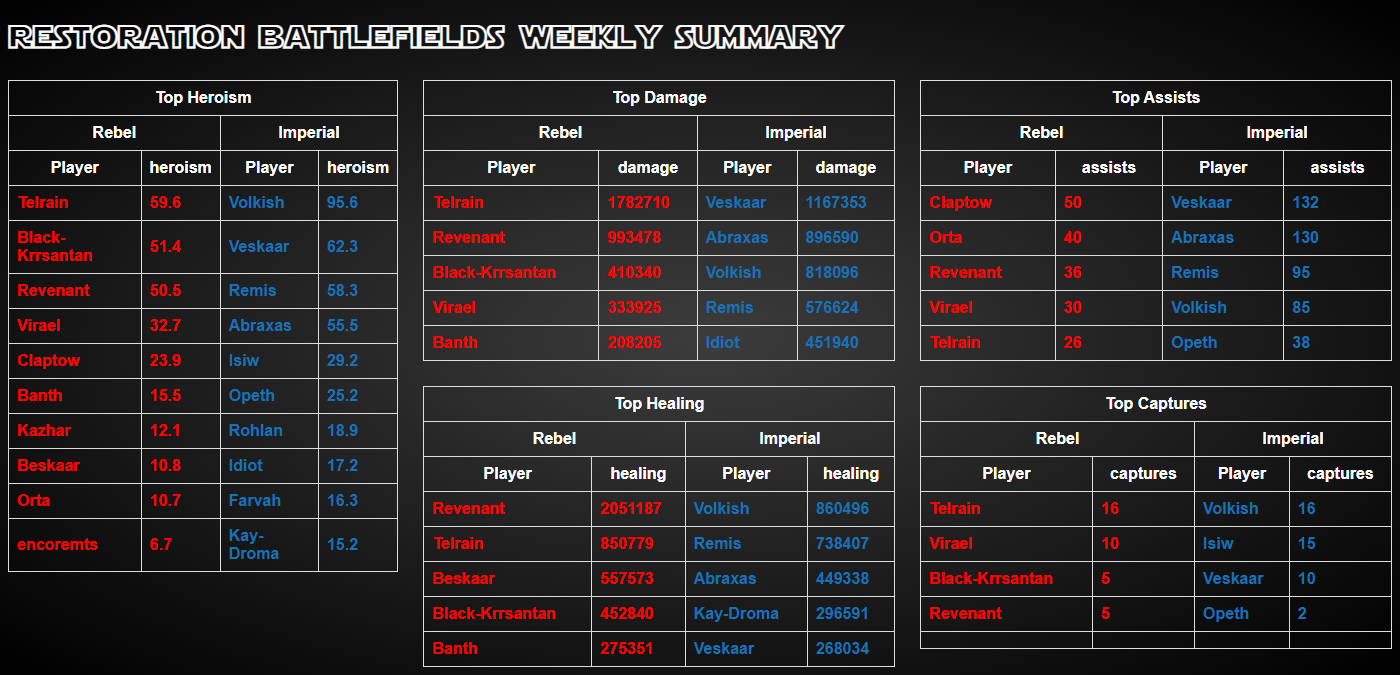 RESTORATION BATTLEFIELDS WEEKLY SUMMARY
Top Heroism
Rebel Imperial
Player heroism Player heroism
Telrain 59.6 Volkish 95.6
Black-
Krrsantan 51.4 Veskaar 62.3
Revenant 50.5 Remis 58.3
Virael 32.7 Abraxas 55.5
Claptow 23.9 Isiw 29.2
Banth 15.5 Opeth 25.2
Kazhar 12.1 Rohlan 18.9
Beskaar 10.8 Idiot 17.2
Orta 10.7 Farvah 16.3
encoremts 6.7 Kay-
Droma 15.2
Top Damage
Rebel Imperial
Player damage Player damage
Telrain 1782710 Veskaar 1167353
Revenant 993478 Abraxas 896590
Black-Krrsantan 410340 Volkish 818096
Virael 333925 Remis 576624
Banth 208205 Idiot 451940
Top Assists
Rebel Imperial
Player assists Player assists
Claptow 50 Veskaar 132
Orta 40 Abraxas 130
Revenant 36 Remis 95
Virael 30 Volkish 85
Telrain 26 Opeth 38
Top Healing
Rebel Imperial
Player healing Player healing
Revenant 2051187 Volkish 860496
Telrain 850779 Remis 738407
Beskaar 557573 Abraxas 449338
Black-Krrsantan 452840 Kay-Droma 296591
Banth 275351 Veskaar 268034
Top Captures
Rebel Imperial
Player captures Player captures
Telrain 16 Volkish 16
Virael 10 Isiw 15
Black-Krrsantan 5 Veskaar 10
Revenant 5 Opeth 2